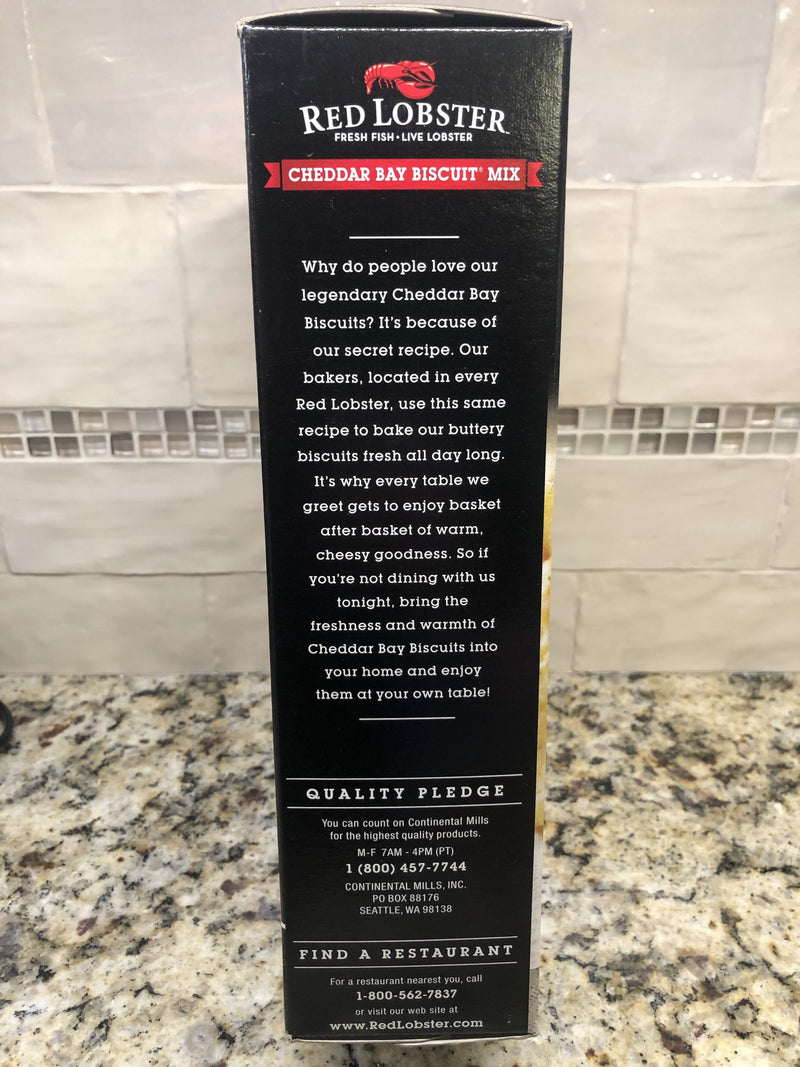 RED LOBSTER
FRESH FISH • LIVE LOBSTER
CHEDDAR BAY BISCUIT® MIX
Why do people love our
legendary Cheddar Bay
Biscuits? It's because of
our secret recipe. Our
bakers, located in every
Red Lobster, use this same
recipe to bake our buttery
biscuits fresh all day long.
It's why every table we
greet gets to enjoy basket
after basket of warm,
cheesy goodness. So if
you're not dining with us
tonight, bring the
freshness and warmth of
Cheddar Bay Biscuits into
your home and enjoy
them at your own table!
QUALITY PLEDGE
You can count on Continental Mills
for the highest quality products.
M-F 7AM - 4PM (PT)
1 (800) 457-7744
CONTINENTAL MILLS, INC.
PO BOX 88176
SEATTLE, WA 98138
FIND A RESTAURANT
For a restaurant nearest you, call
1-800-562-7837
or visit our web site at
www.RedLobster.com